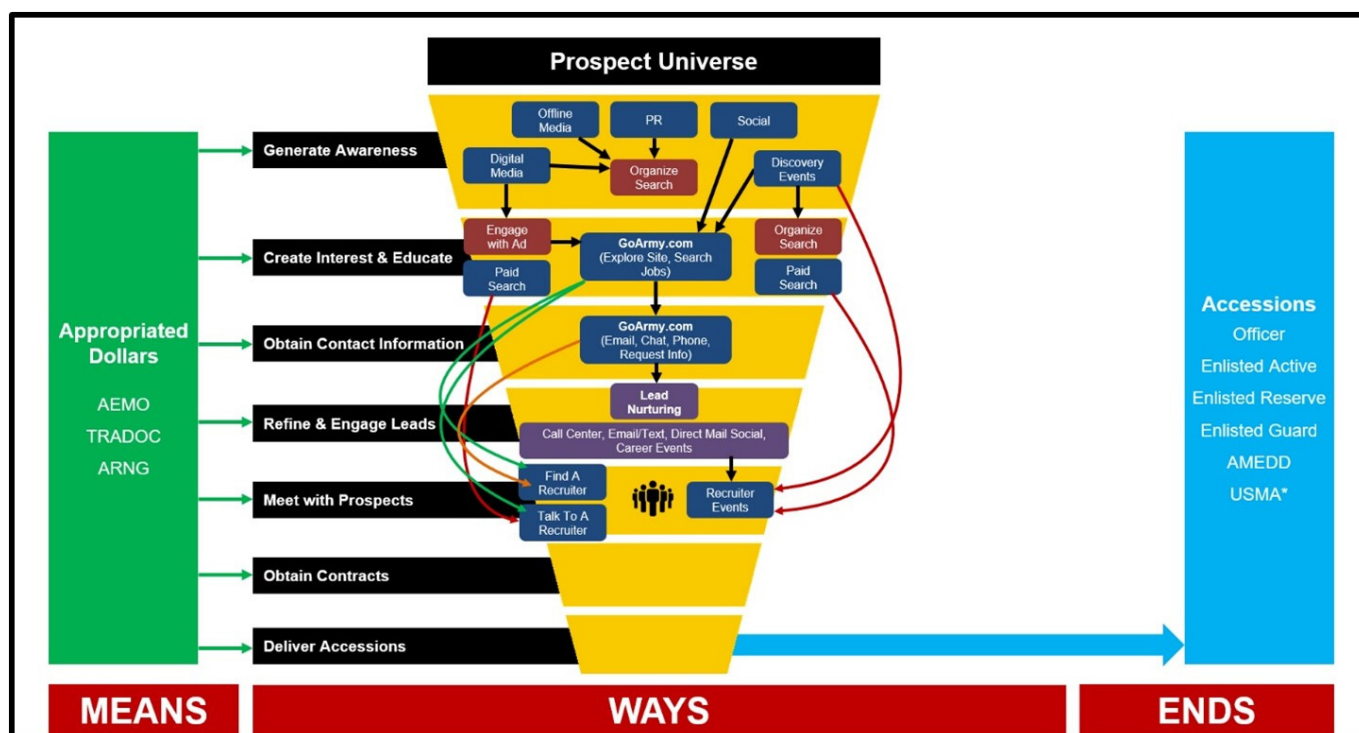 Prospect Universe
Appropriated
Dollars
AEMO
TRADOC
ARNG
Generate Awareness
Create Interest & Educate
Obtain Contact Information
Refine & Engage Leads
Meet with Prospects
Obtain Contracts
Deliver Accessions
Offline
Media
PR
Social
Digital
Media
Organize
Search
Discovery
Events
Engage
with Ad
Paid
Search
GoArmy.com
(Explore Site, Search
Jobs)
Organize
Search
Paid
Search
GoArmy.com
(Email, Chat, Phone,
Request Info)
Lead
Nurturing
Call Center, Email/Text, Direct Mail Social,
Career Events
Find A
Recruiter
Talk To A
Recruiter
Recruiter
Events
Accessions
Officer
Enlisted Active
Enlisted Reserve
Enlisted Guard
AMEDD
USMA*
MEANS
WAYS
ENDS